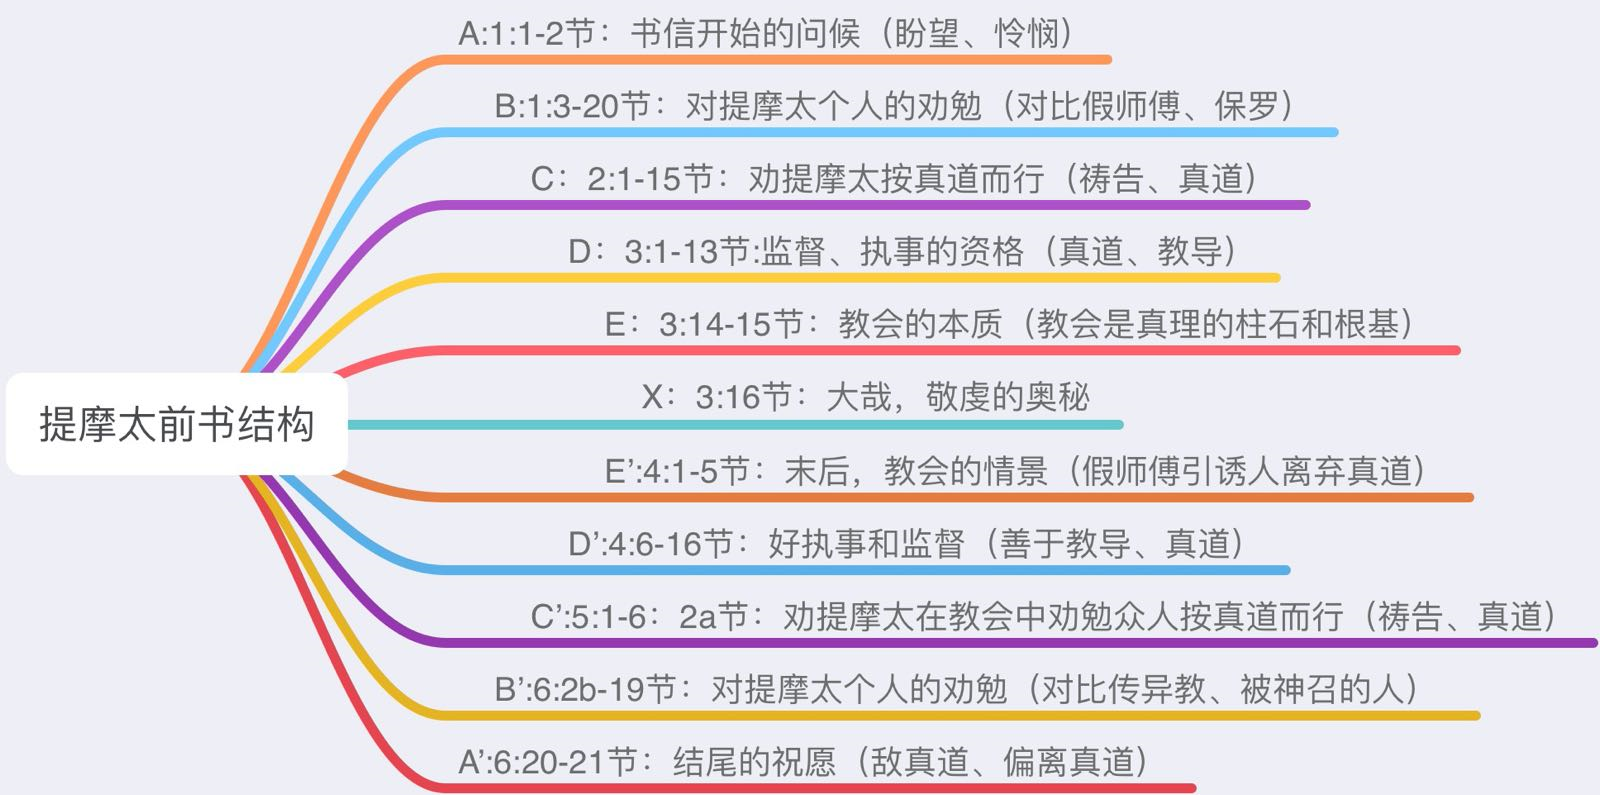 A:1:1-2节：书信开始的问候（盼望、怜悯）
B:1:3-20节：对提摩太个人的劝勉（对比假师傅、保罗）
C：2:1-15节：劝提摩太按真道而行（祷告、真道）
D：3:1-13节:监督、执事的资格（真道、教导）
E：3:14-15节：教会的本质（教会是真理的柱石和根基）
提摩太前书结构
X：3:16节：大哉，敬虔的奥秘
E’:4:1-5节：末后，教会的情景（假师傅引诱人离弃真道）
D’:4:6-16节：好执事和监督（善于教导、真道）
C’:5:1-6：2a节：劝提摩太在教会中劝勉众人按真道而行（祷告、真道）
B’:6:2b-19节：对提摩太个人的劝勉（对比传异教、被神召的人）
A’:6:20-21节：结尾的祝愿（敌真道、偏离真道）